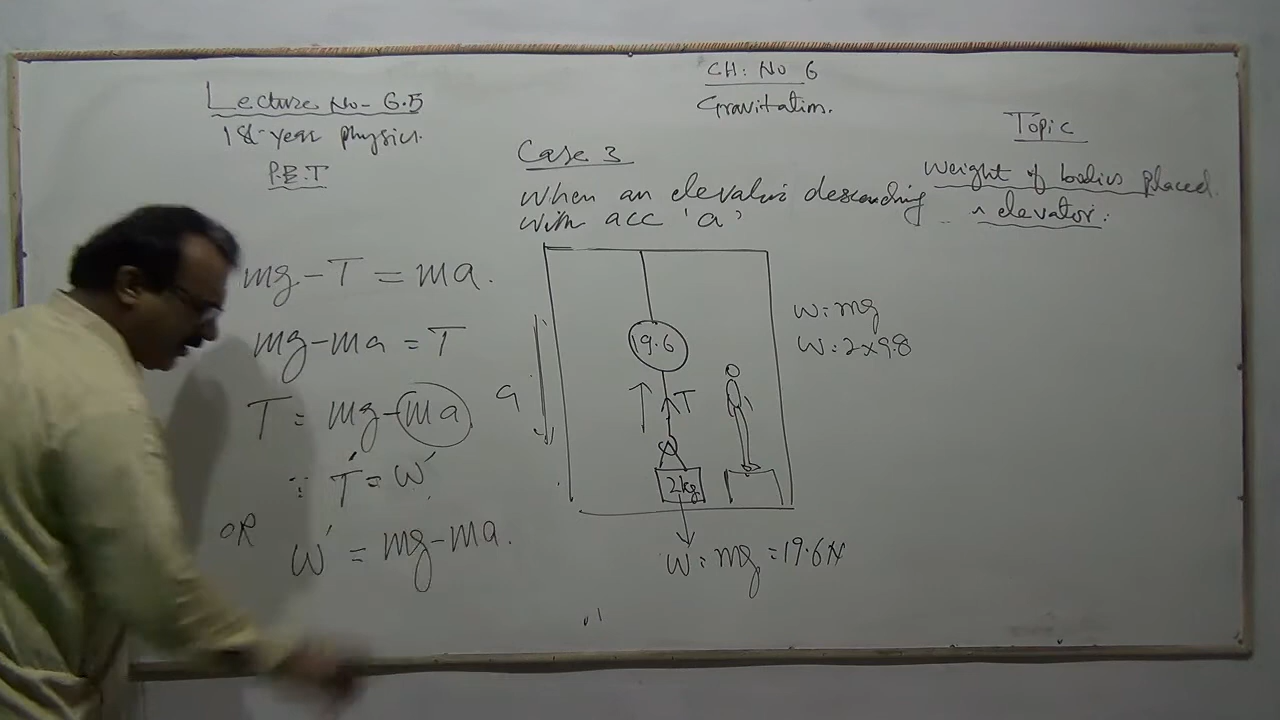 Lecture No- 6.5
1st-year physics.
P.B.T
CH: No 6
Gravitation.
Topic
Weight of bodies placed
elevator.
Case 3
When an elevator descending
with acc 'a'
mg-T = ma.
mg-ma = T
T = mg-ma
∵ T' = W'
OR W' = mg-ma.
a
19.6
T
2kg
W = mg = 19.6N
W = mg
W = 2×9.8